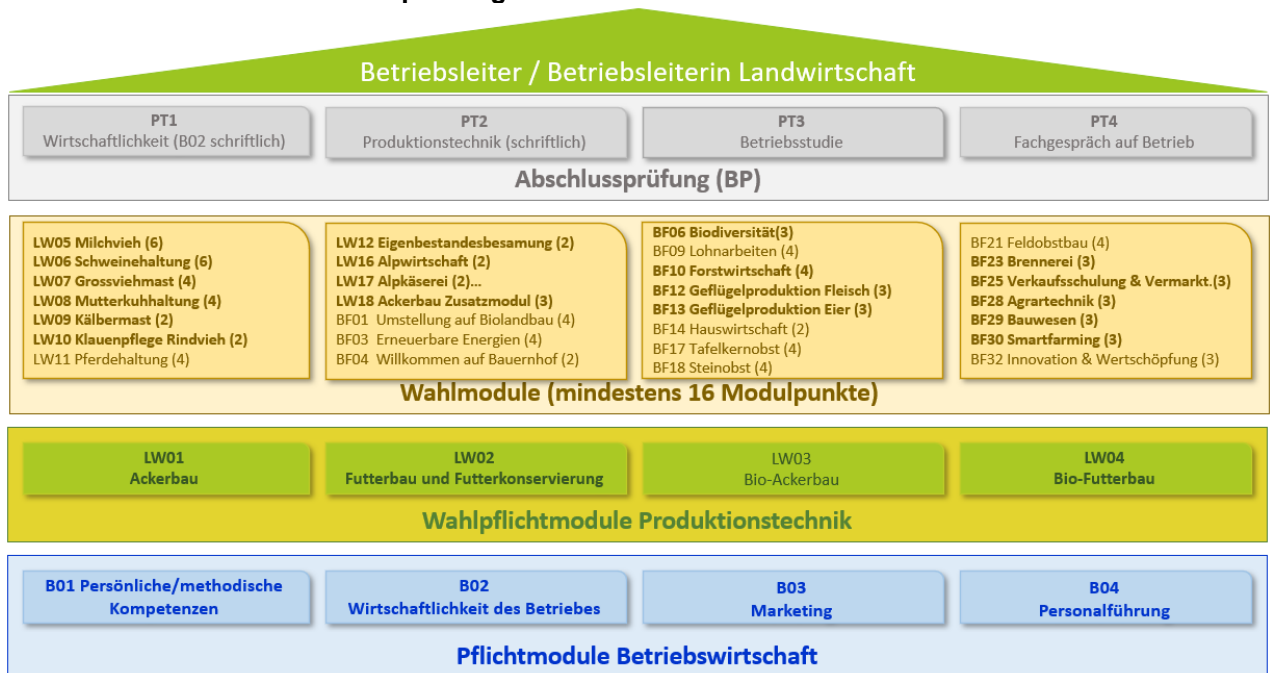 Betriebsleiter / Betriebsleiterin Landwirtschaft
PT1
Wirtschaftlichkeit (B02 schriftlich)
PT2
Produktionstechnik (schriftlich)
PT3
Betriebsstudie
PT4
Fachgespräch auf Betrieb
Abschlussprüfung (BP)
LW05 Milchvieh (6)
LW06 Schweinehaltung (6)
LW07 Grossviehmast (4)
LW08 Mutterkuhhaltung (4)
LW09 Kälbermast (2)
LW10 Klauenpflege Rindvieh (2)
LW11 Pferdehaltung (4)
LW12 Eigenbestandesbesamung (2)
LW16 Alpwirtschaft (2)
LW17 Alpkäserei (2)...
LW18 Ackerbau Zusatzmodul (3)
BF01 Umstellung auf Biolandbau (4)
BF03 Erneuerbare Energien (4)
BF04 Willkommen auf Bauernhof (2)
BF06 Biodiversität(3)
BF09 Lohnarbeiten (4)
BF10 Forstwirtschaft (4)
BF12 Geflügelproduktion Fleisch (3)
BF13 Geflügelproduktion Eier (3)
BF14 Hauswirtschaft (2)
BF17 Tafelkernobst (4)
BF18 Steinobst (4)
BF21 Feldobstbau (4)
BF23 Brennerei (3)
BF25 Verkaufsschulung & Vermarkt.(3)
BF28 Agrartechnik (3)
BF29 Bauwesen (3)
BF30 Smartfarming (3)
BF32 Innovation & Wertschöpfung (3)
Wahlmodule (mindestens 16 Modulpunkte)
LW01
Ackerbau
LW02
Futterbau und Futterkonservierung
LW03
Bio-Ackerbau
LW04
Bio-Futterbau
Wahlpflichtmodule Produktionstechnik
B01 Persönliche/methodische
Kompetenzen
B02
Wirtschaftlichkeit des Betriebes
B03
Marketing
B04
Personalführung
Pflichtmodule Betriebswirtschaft